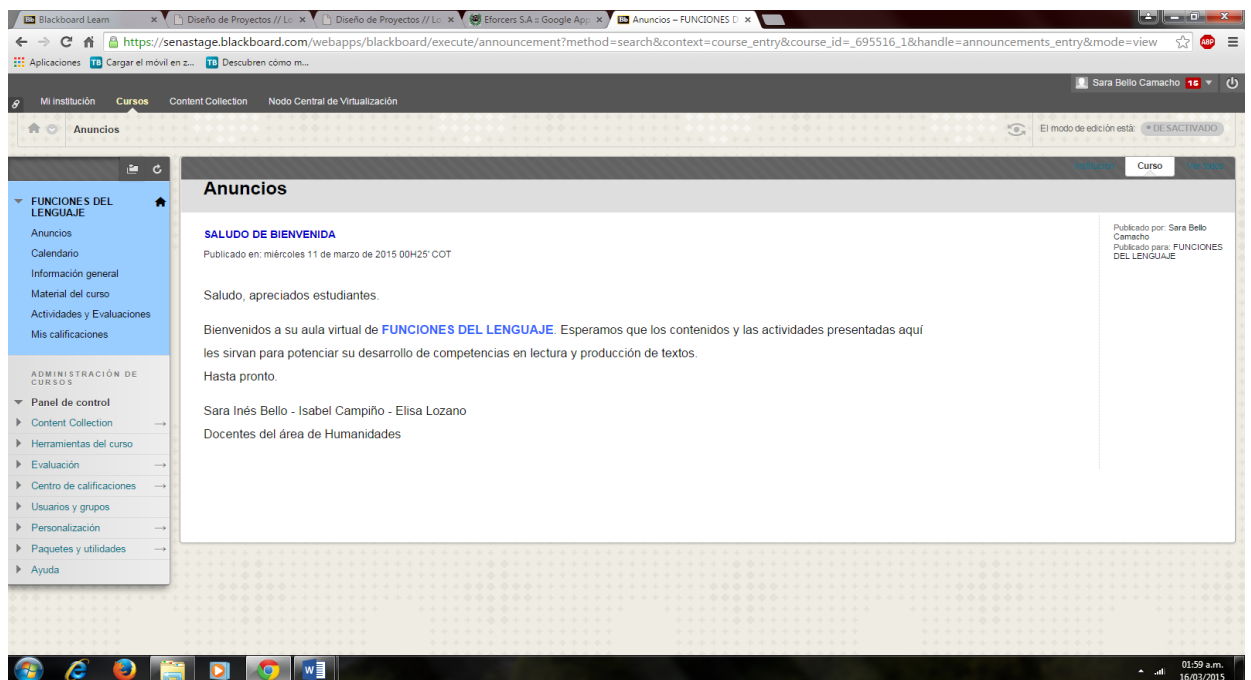 Blackboard Learn
Diseño de Proyectos // Lo
Diseño de Proyectos // Lo
Eforcers S.A :: Google App
Anuncios – FUNCIONES D
https://senastage.blackboard.com/webapps/blackboard/execute/announcement?method=search&context=course_entry&course_id=_695516_1&handle=announcements_entry&mode=view
ABP
Aplicaciones
TB Cargar el móvil en z...
TB Descubren cómo m...
Sara Bello Camacho 15
Mi institución
Cursos
Content Collection
Nodo Central de Virtualización
Anuncios
El modo de edición está: DESACTIVADO
FUNCIONES DEL
LENGUAJE
Anuncios
Calendario
Información general
Material del curso
Actividades y Evaluaciones
Mis calificaciones
ADMINISTRACIÓN DE
CURSOS
Panel de control
Content Collection
Herramientas del curso
Evaluación
Centro de calificaciones
Usuarios y grupos
Personalización
Paquetes y utilidades
Ayuda
Curso
Anuncios
SALUDO DE BIENVENIDA
Publicado en: miércoles 11 de marzo de 2015 00H25' COT
Saludo, apreciados estudiantes.
Bienvenidos a su aula virtual de FUNCIONES DEL LENGUAJE. Esperamos que los contenidos y las actividades presentadas aquí
les sirvan para potenciar su desarrollo de competencias en lectura y producción de textos.
Hasta pronto.
Sara Inés Bello - Isabel Campiño - Elisa Lozano
Docentes del área de Humanidades
Publicado por: Sara Bello
Camacho
Publicado para: FUNCIONES
DEL LENGUAJE
01:59 a.m.
16/03/2015